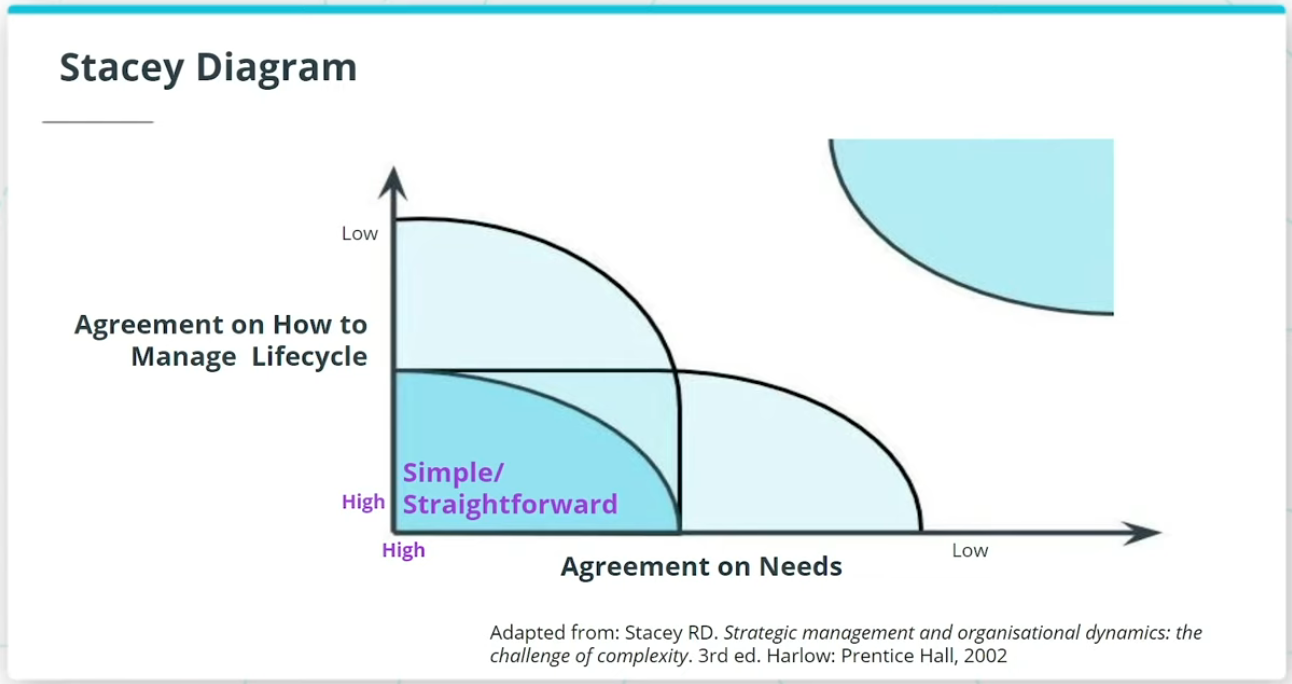 Stacey Diagram
Low
Agreement on How to
Manage Lifecycle
Simple/
High
Straightforward
High
Low
Agreement on Needs
Adapted from: Stacey RD. Strategic management and organisational dynamics: the
challenge of complexity. 3rd ed. Harlow: Prentice Hall, 2002